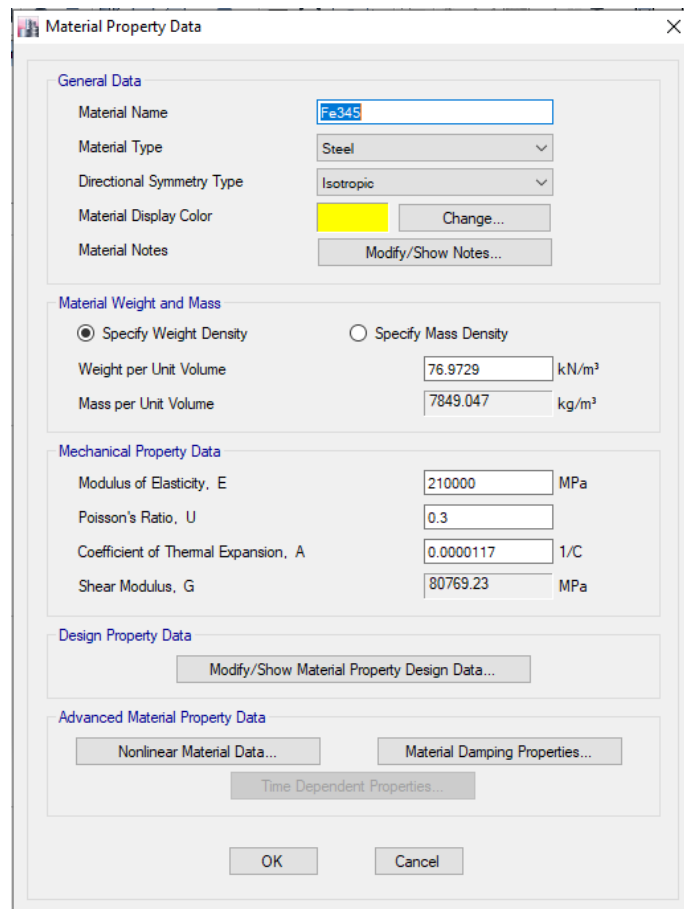 Material Property Data
General Data
Material Name Fe345
Material Type Steel
Directional Symmetry Type Isotropic
Material Display Color Change...
Material Notes Modify/Show Notes...
Material Weight and Mass
Specify Weight Density Specify Mass Density
Weight per Unit Volume 76.9729 kN/m³
Mass per Unit Volume 7849.047 kg/m³
Mechanical Property Data
Modulus of Elasticity, E 210000 MPa
Poisson's Ratio, U 0.3
Coefficient of Thermal Expansion, A 0.0000117 1/C
Shear Modulus, G 80769.23 MPa
Design Property Data
Modify/Show Material Property Design Data...
Advanced Material Property Data
Nonlinear Material Data... Material Damping Properties...
Time Dependent Properties...
OK Cancel